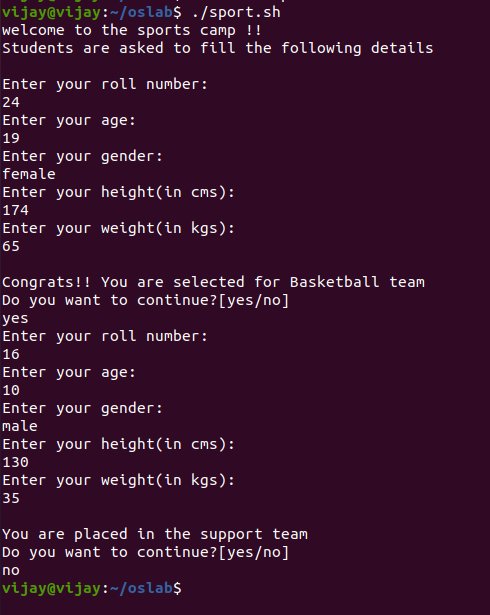 vijay@vijay:~/oslab$ ./sport.sh
welcome to the sports camp !!
Students are asked to fill the following details
Enter your roll number:
24
Enter your age:
19
Enter your gender:
female
Enter your height(in cms):
174
Enter your weight(in kgs):
65
Congrats!! You are selected for Basketball team
Do you want to continue?[yes/no]
yes
Enter your roll number:
16
Enter your age:
10
Enter your gender:
male
Enter your height(in cms):
130
Enter your weight(in kgs):
35
You are placed in the support team
Do you want to continue?[yes/no]
no
vijay@vijay:~/oslab$